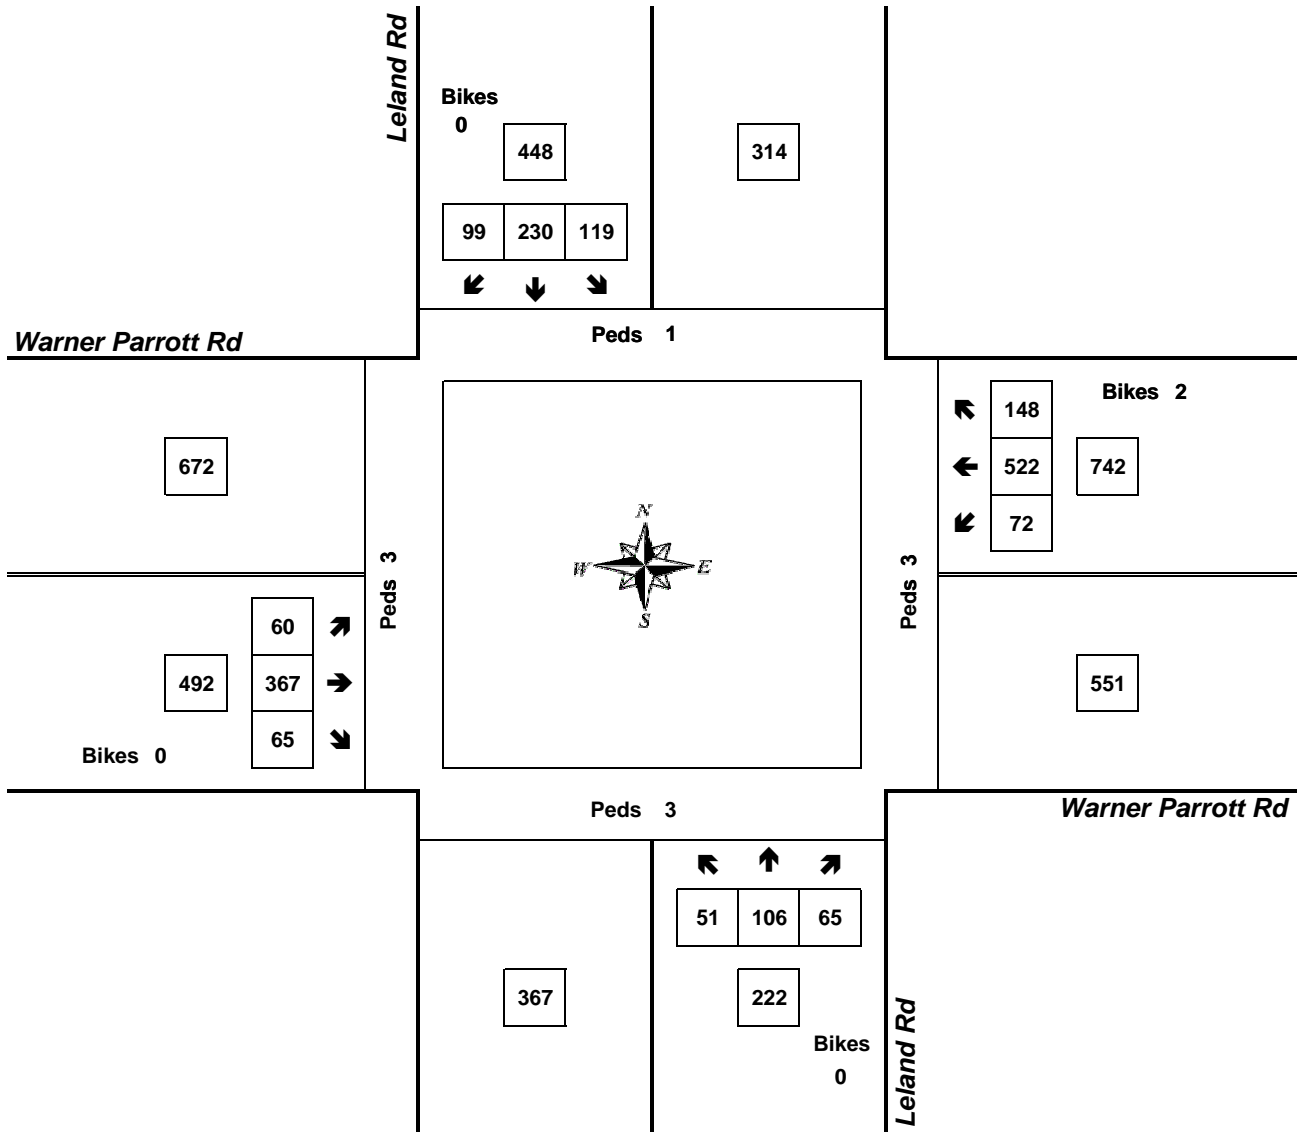 Leland Rd
Bikes
0
448
314
99 230 119
Peds 1
Warner Parrott Rd
Bikes 2
148
672
522 742
72
N
W E
S
Peds 3
Peds 3
60
492 367
551
65
Bikes 0
Peds 3
Warner Parrott Rd
51 106 65
367
222
Bikes
0
Leland Rd